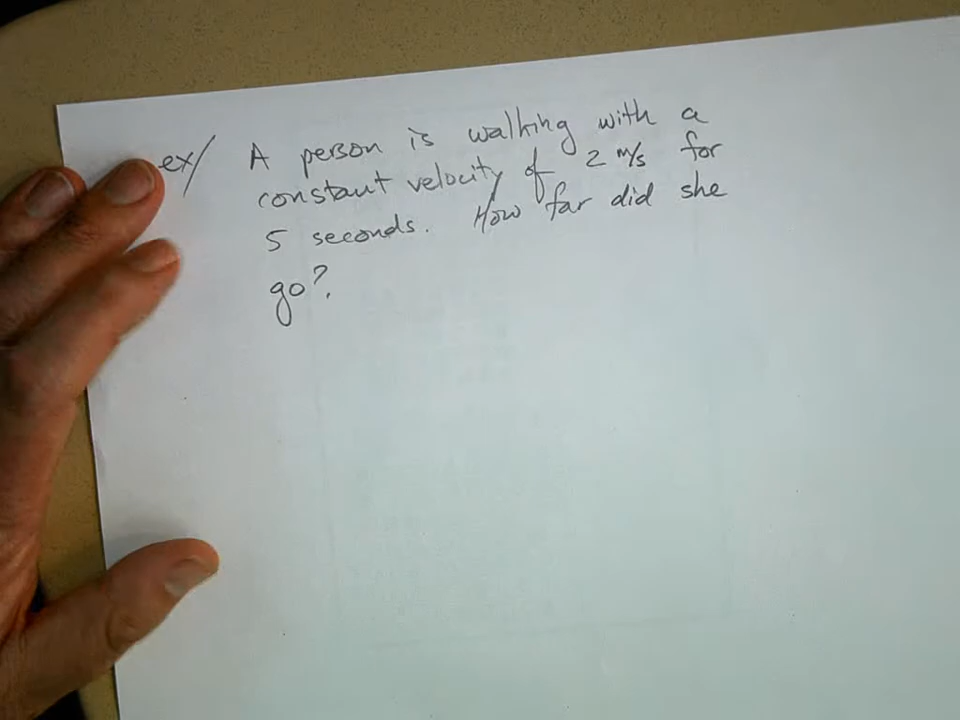 ex/ A person is walking with a
constant velocity of 2 m/s for
5 seconds. How far did she
go?